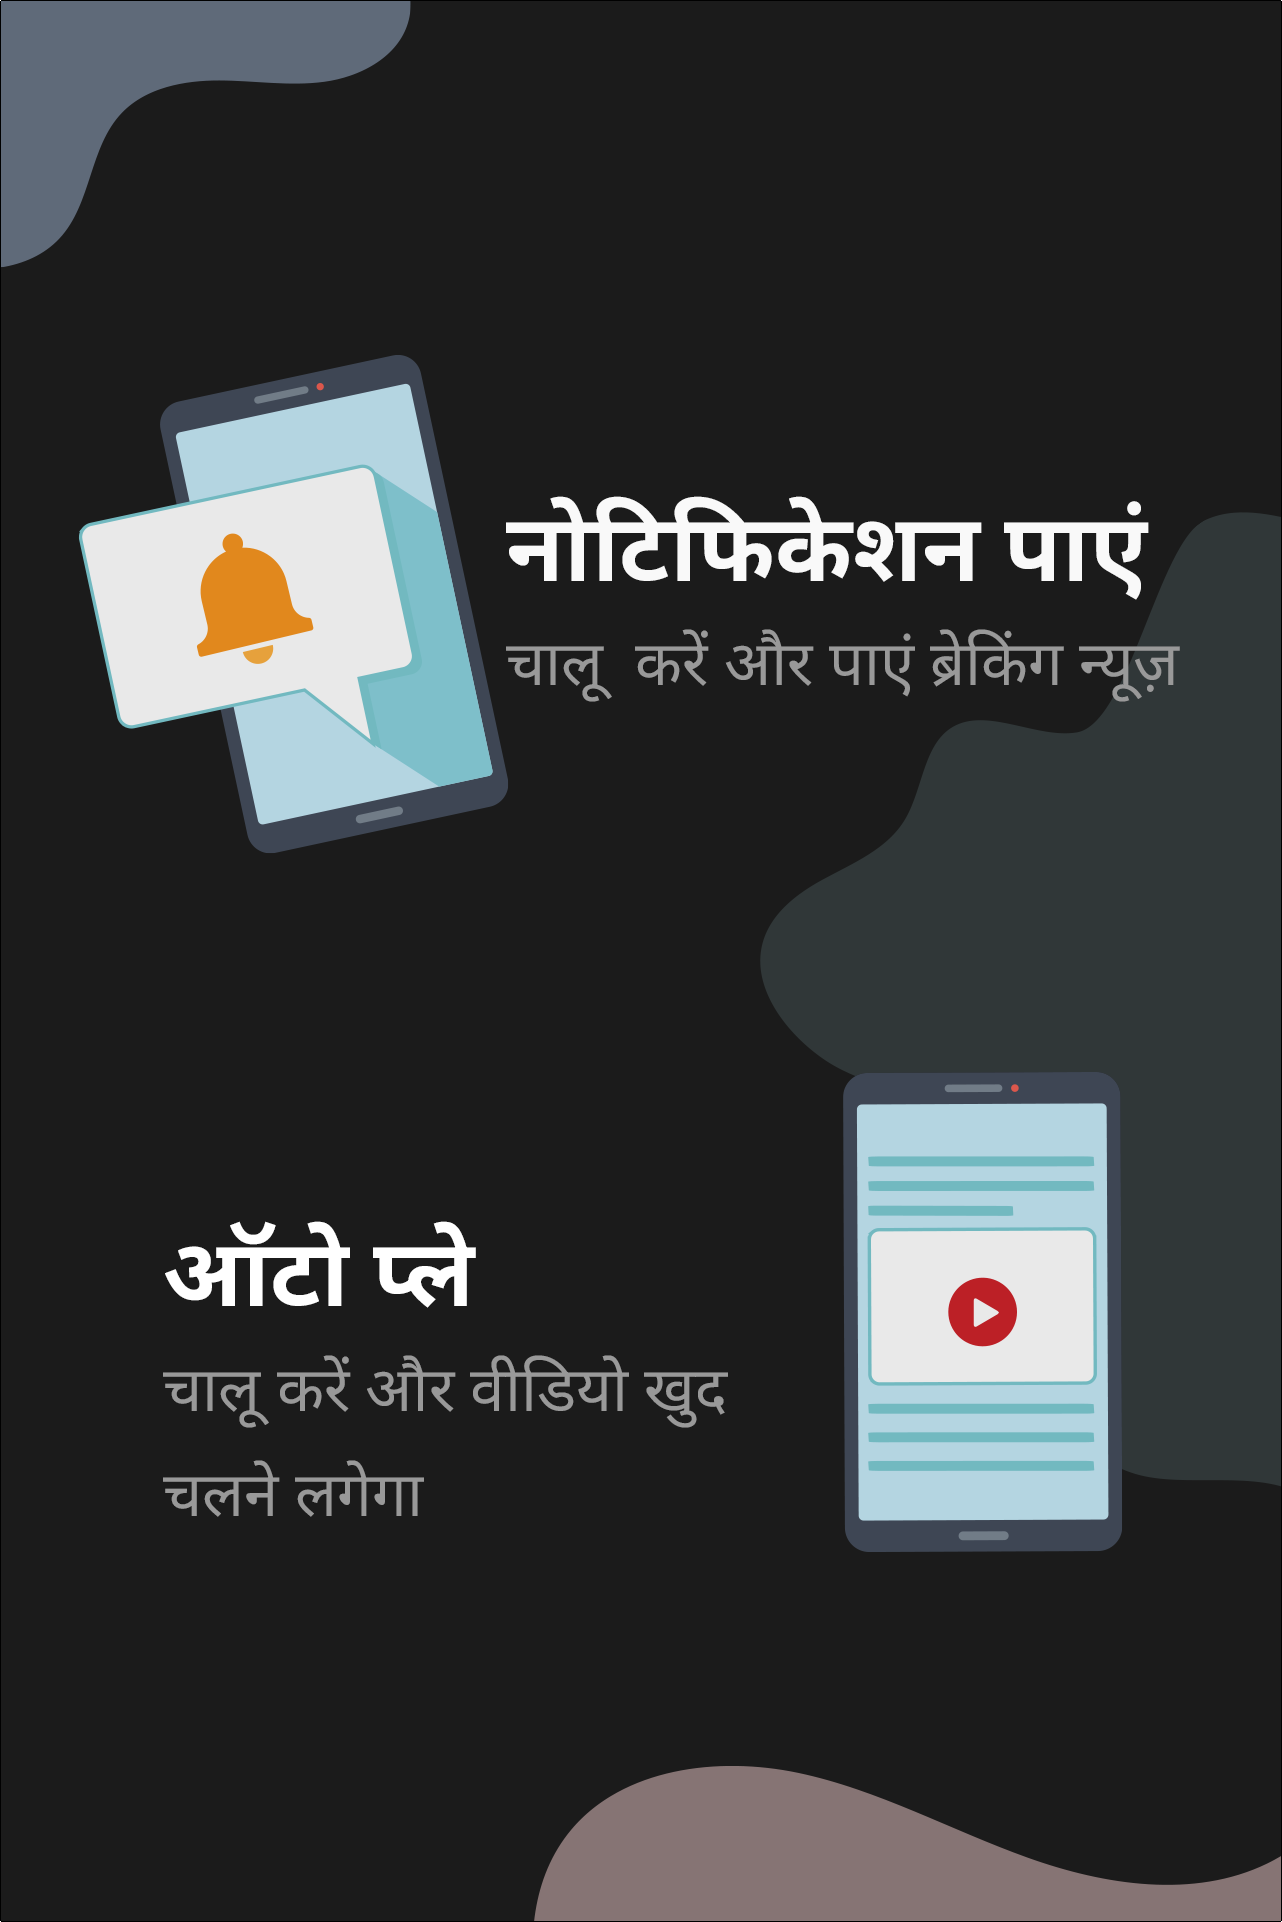 नोटिफिकेशन पाएं
चालू करें और पाएं ब्रेकिंग न्यूज़
ऑटो प्ले
चालू करें और वीडियो खुद
चलने लगेगा